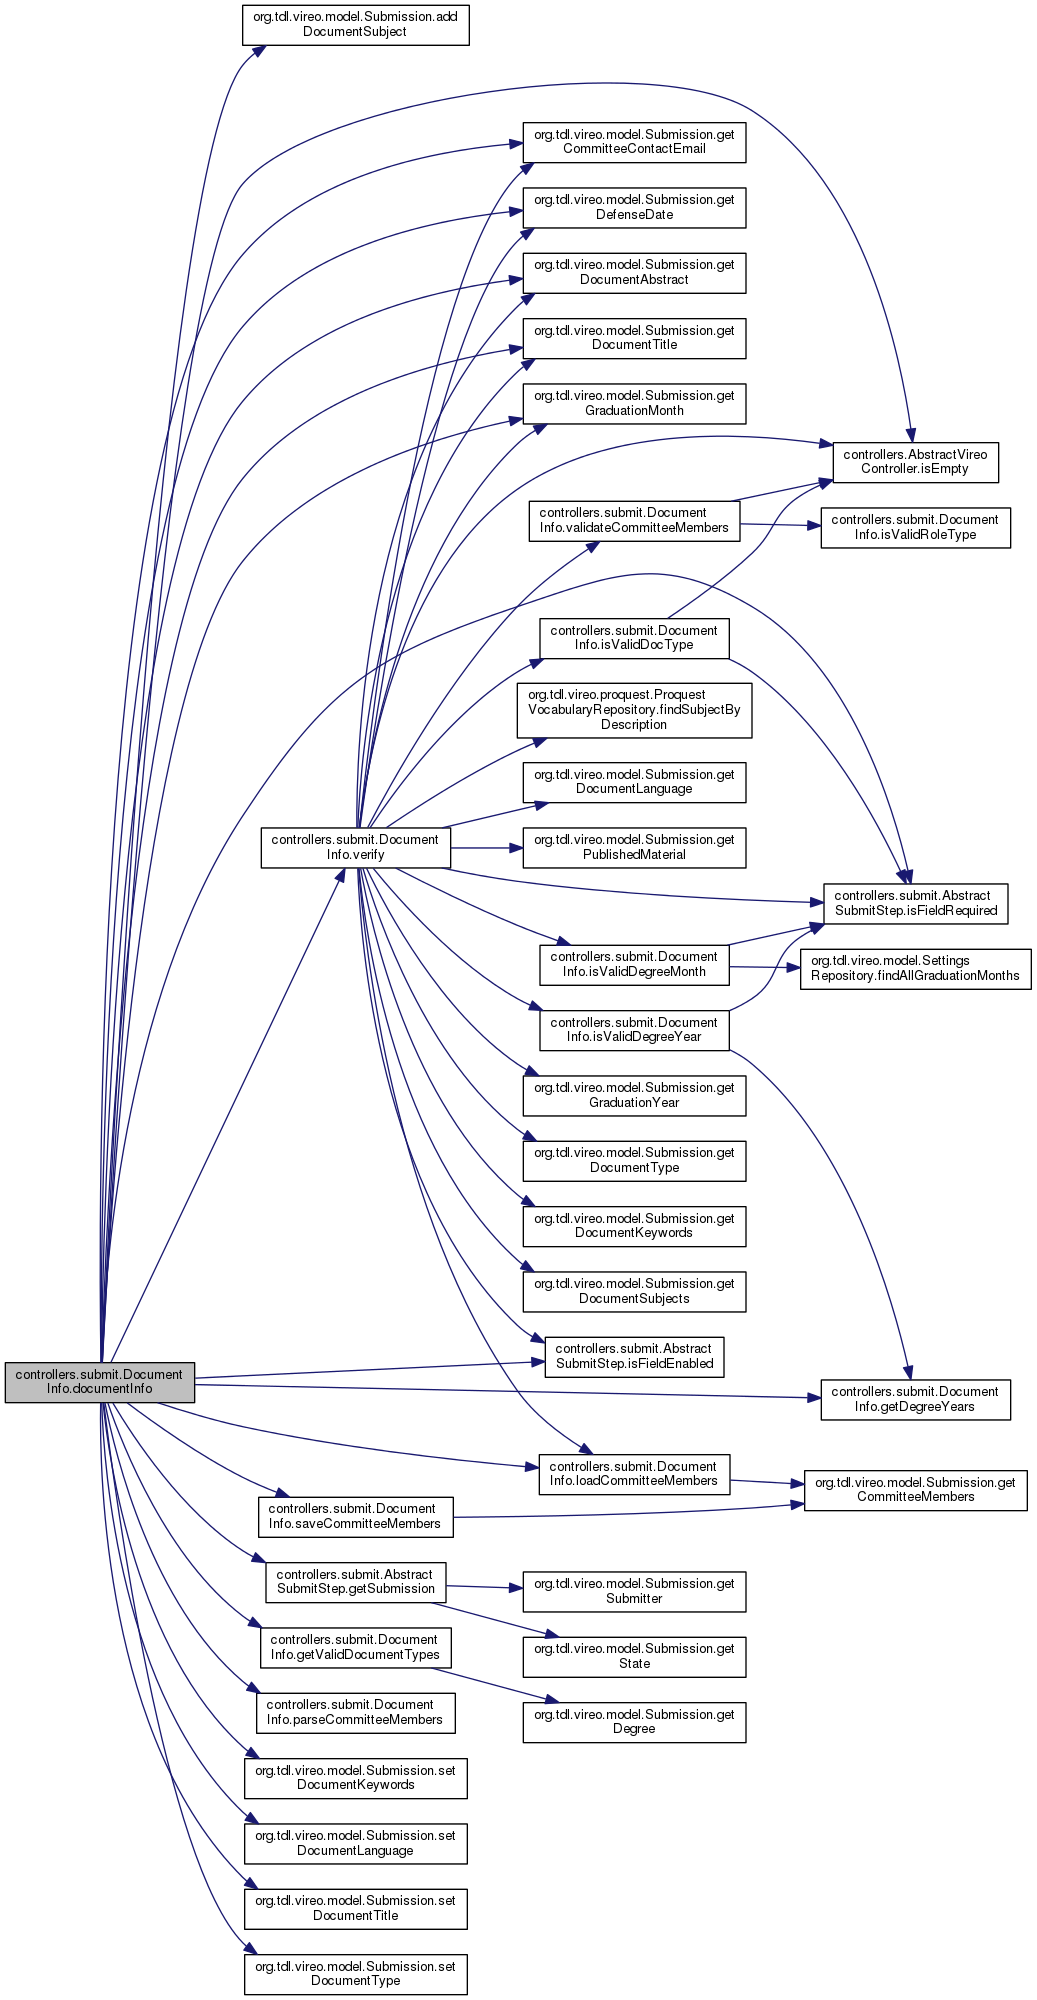 org.tdl.vireo.model.Submission.add
DocumentSubject
org.tdl.vireo.model.Submission.get
CommitteeContactEmail
org.tdl.vireo.model.Submission.get
DefenseDate
org.tdl.vireo.model.Submission.get
DocumentAbstract
org.tdl.vireo.model.Submission.get
DocumentTitle
org.tdl.vireo.model.Submission.get
GraduationMonth
controllers.AbstractVireo
Controller.isEmpty
controllers.submit.Document
Info.validateCommitteeMembers
controllers.submit.Document
Info.isValidRoleType
controllers.submit.Document
Info.isValidDocType
org.tdl.vireo.proquest.Proquest
VocabularyRepository.findSubjectBy
Description
org.tdl.vireo.model.Submission.get
DocumentLanguage
controllers.submit.Document
Info.verify
org.tdl.vireo.model.Submission.get
PublishedMaterial
controllers.submit.Abstract
SubmitStep.isFieldRequired
controllers.submit.Document
Info.isValidDegreeMonth
org.tdl.vireo.model.Settings
Repository.findAllGraduationMonths
controllers.submit.Document
Info.isValidDegreeYear
org.tdl.vireo.model.Submission.get
GraduationYear
org.tdl.vireo.model.Submission.get
DocumentType
org.tdl.vireo.model.Submission.get
DocumentKeywords
org.tdl.vireo.model.Submission.get
DocumentSubjects
controllers.submit.Abstract
SubmitStep.isFieldEnabled
controllers.submit.Document
Info.documentInfo
controllers.submit.Document
Info.getDegreeYears
controllers.submit.Document
Info.loadCommitteeMembers
org.tdl.vireo.model.Submission.get
CommitteeMembers
controllers.submit.Document
Info.saveCommitteeMembers
controllers.submit.Abstract
SubmitStep.getSubmission
org.tdl.vireo.model.Submission.get
Submitter
controllers.submit.Document
Info.getValidDocumentTypes
org.tdl.vireo.model.Submission.get
State
controllers.submit.Document
Info.parseCommitteeMembers
org.tdl.vireo.model.Submission.get
Degree
org.tdl.vireo.model.Submission.set
DocumentKeywords
org.tdl.vireo.model.Submission.set
DocumentLanguage
org.tdl.vireo.model.Submission.set
DocumentTitle
org.tdl.vireo.model.Submission.set
DocumentType